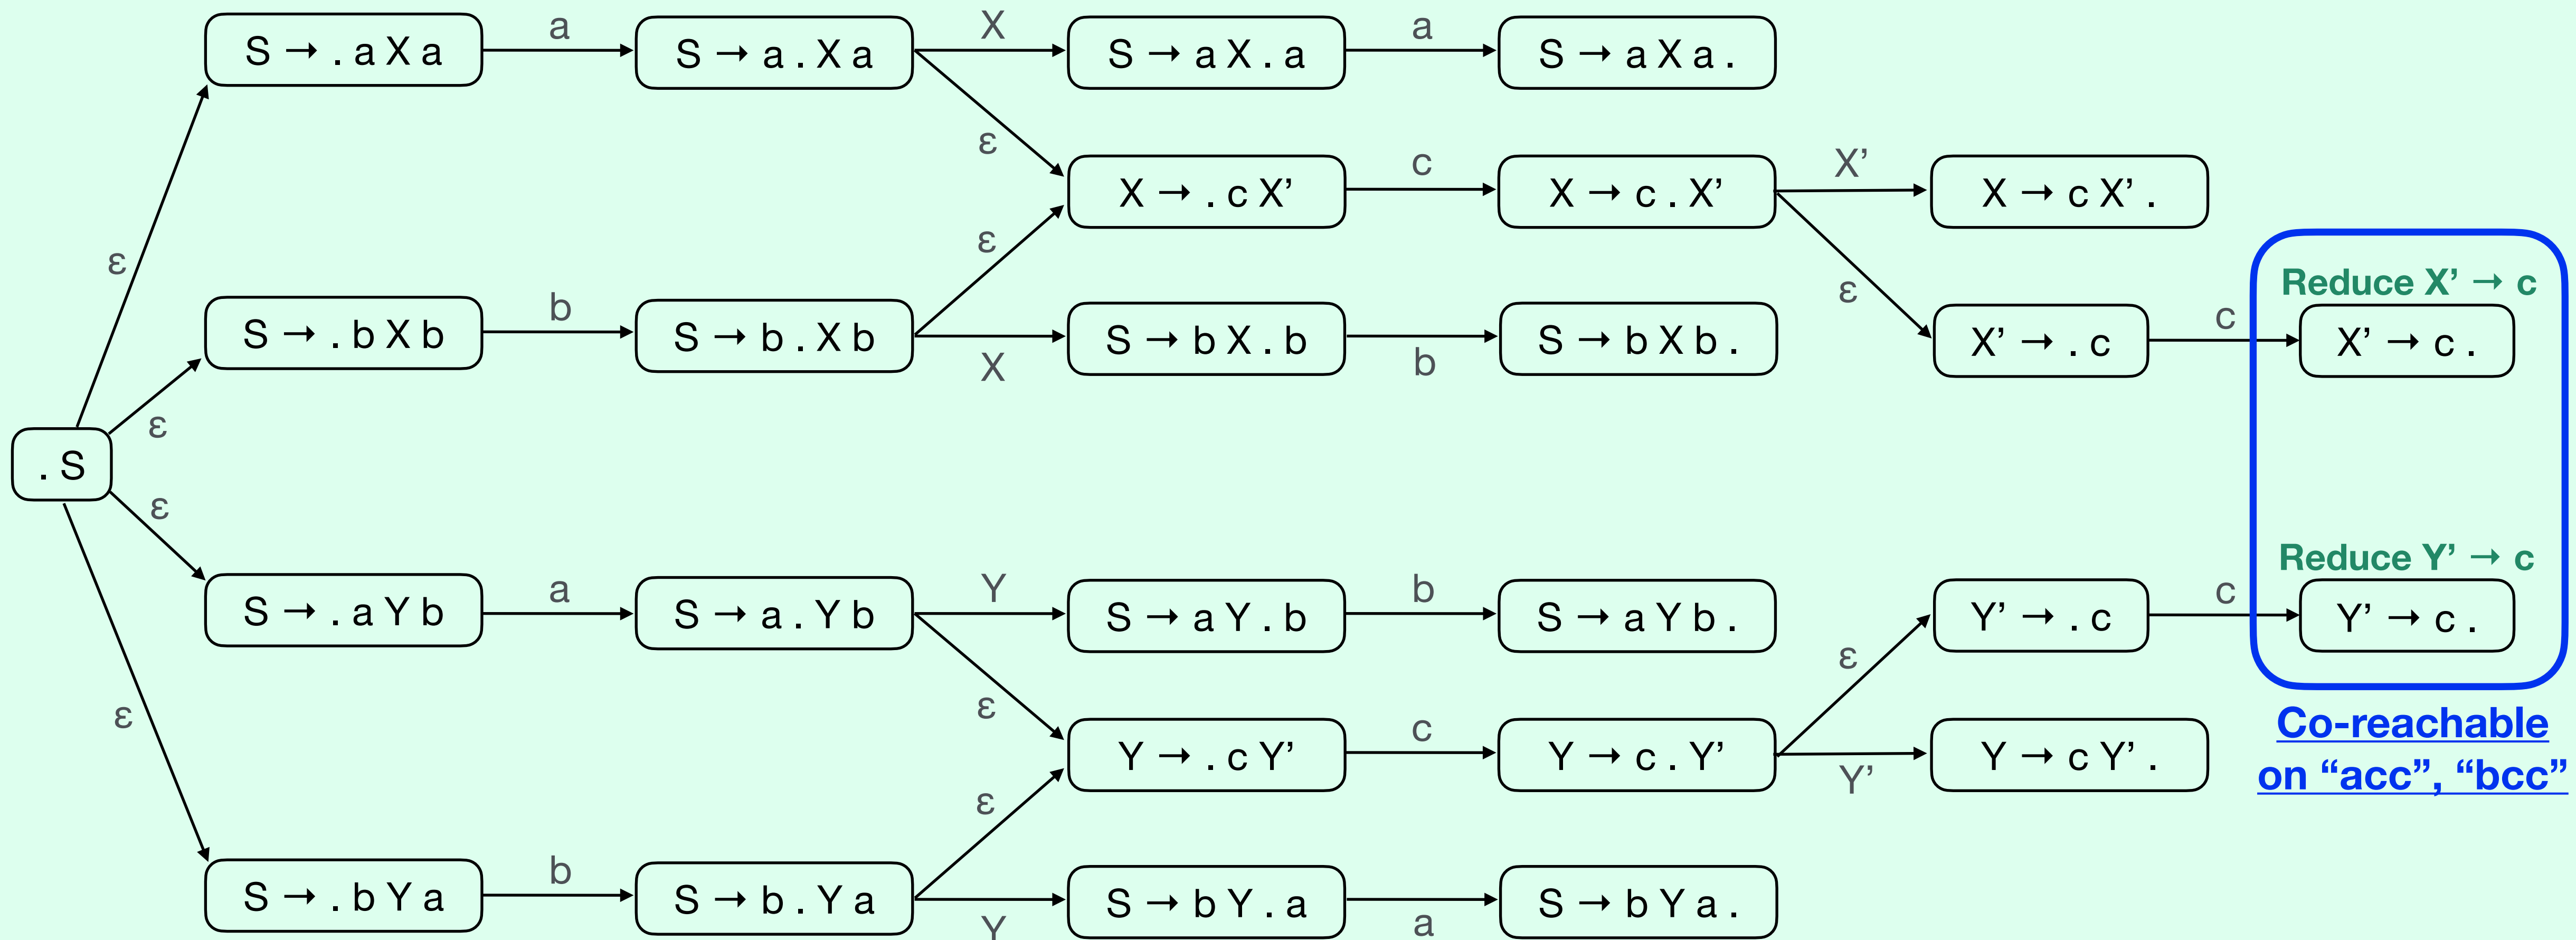 S → . a X a
a
S → a . X a
X
S → a X . a
a
S → a X a .
ε
X → . c X’
c
X → c . X’
X’
X → c X’ .
ε
ε
ε
S → . b X b
b
S → b . X b
X
S → b X . b
b
S → b X b .
X’ → . c
c
Reduce X’ → c
X’ → c .
ε
. S
ε
S → . a Y b
a
S → a . Y b
Y
S → a Y . b
b
S → a Y b .
Y’ → . c
c
Reduce Y’ → c
Y’ → c .
ε
ε
ε
Y → . c Y’
c
Y → c . Y’
Y’
Y → c Y’ .
Co-reachable
on “acc”, “bcc”
ε
S → . b Y a
b
S → b . Y a
Y
S → b Y . a
a
S → b Y a .